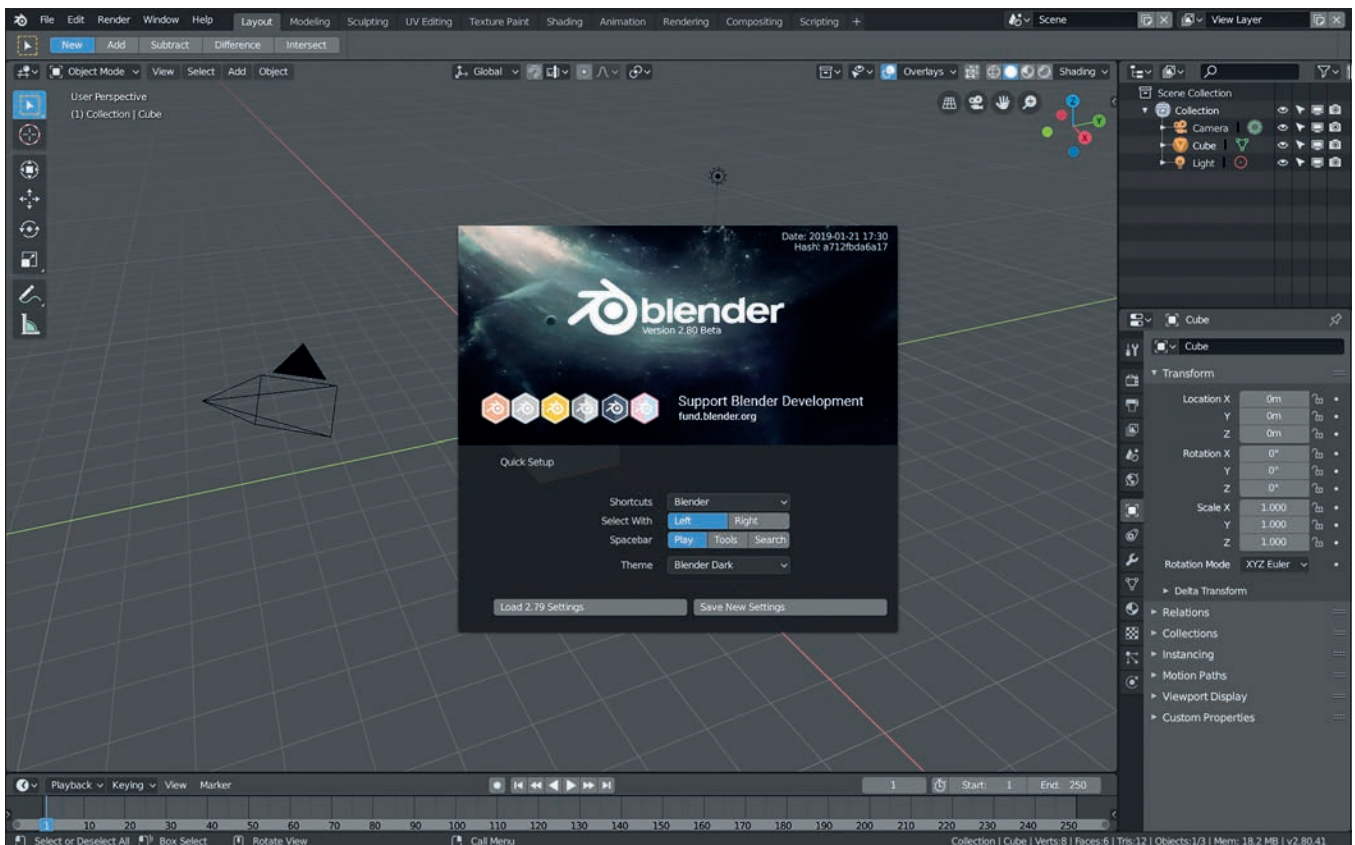 File Edit Render Window Help Layout Modeling Sculpting UV Editing Texture Paint Shading Animation Rendering Compositing Scripting + Scene View Layer
New Add Subtract Difference Intersect
Object Mode View Select Add Object Global Overlays Shading
User Perspective
(1) Collection | Cube
Scene Collection
Collection
Camera
Cube
Light
Z
Y
X
Date: 2019-01-21 17:30
Hash: a712fbda6a17
blender
Version 2.80 Beta
Support Blender Development
fund.blender.org
Quick Setup
Shortcuts Blender
Select With Left Right
Spacebar Play Tools Search
Theme Blender Dark
Load 2.79 Settings Save New Settings
Cube
Cube
Transform
Location X 0m
Y 0m
Z 0m
Rotation X 0°
Y 0°
Z 0°
Scale X 1.000
Y 1.000
Z 1.000
Rotation Mode XYZ Euler
Delta Transform
Relations
Collections
Instancing
Motion Paths
Viewport Display
Custom Properties
Playback Keying View Marker 1 Start: 1 End: 250
1 10 20 30 40 50 60 70 80 90 100 110 120 130 140 150 160 170 180 190 200 210 220 230 240 250
Select or Deselect All Box Select Rotate View Call Menu Collection | Cube | Verts:8 | Faces:6 | Tris:12 | Objects:1/3 | Mem: 18.2 MB | v2.80.41